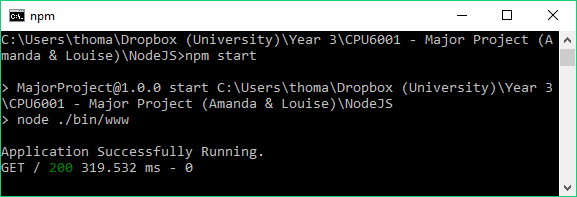 npm
C:\Users\thoma\Dropbox (University)\Year 3\CPU6001 - Major Project (A
manda & Louise)\NodeJS>npm start
> MajorProject@1.0.0 start C:\Users\thoma\Dropbox (University)\Year 3
\CPU6001 - Major Project (Amanda & Louise)\NodeJS
> node ./bin/www
Application Successfully Running.
GET / 200 319.532 ms - 0